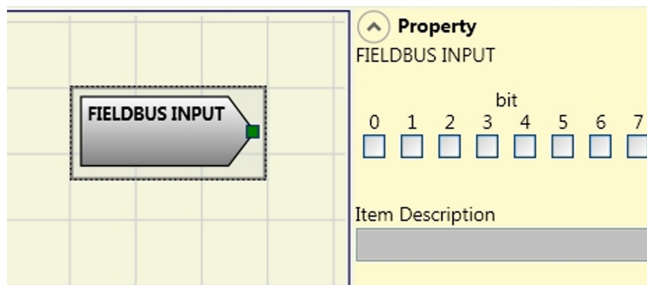 FIELDBUS INPUT
Property
FIELDBUS INPUT
bit
0 1 2 3 4 5 6 7
Item Description